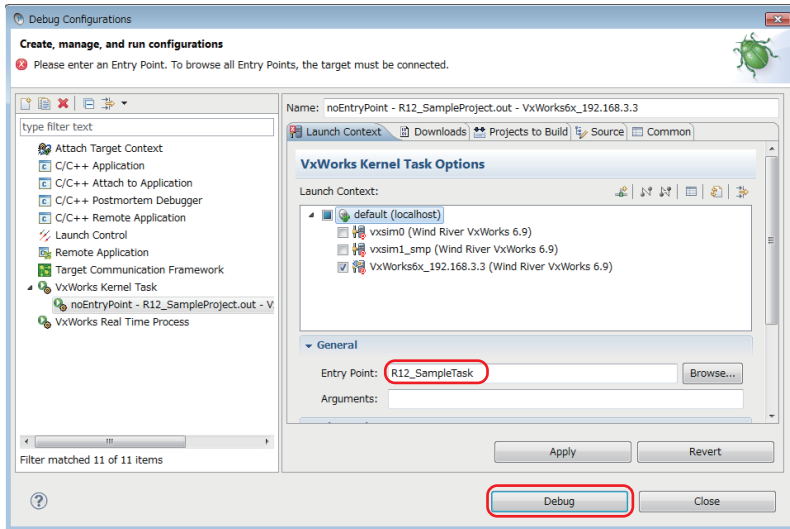 Debug Configurations
Create, manage, and run configurations
Please enter an Entry Point. To browse all Entry Points, the target must be connected.
Name: noEntryPoint - R12_SampleProject.out - VxWorks6x_192.168.3.3
type filter text
Attach Target Context
C/C++ Application
C/C++ Attach to Application
C/C++ Postmortem Debugger
C/C++ Remote Application
Launch Control
Remote Application
Target Communication Framework
VxWorks Kernel Task
noEntryPoint - R12_SampleProject.out - V
VxWorks Real Time Process
Filter matched 11 of 11 items
Launch Context Downloads Projects to Build Source Common
VxWorks Kernel Task Options
Launch Context:
default (localhost)
vxsim0 (Wind River VxWorks 6.9)
vxsim1_smp (Wind River VxWorks 6.9)
VxWorks6x_192.168.3.3 (Wind River VxWorks 6.9)
General
Entry Point: R12_SampleTask Browse...
Arguments:
Apply Revert
Debug Close